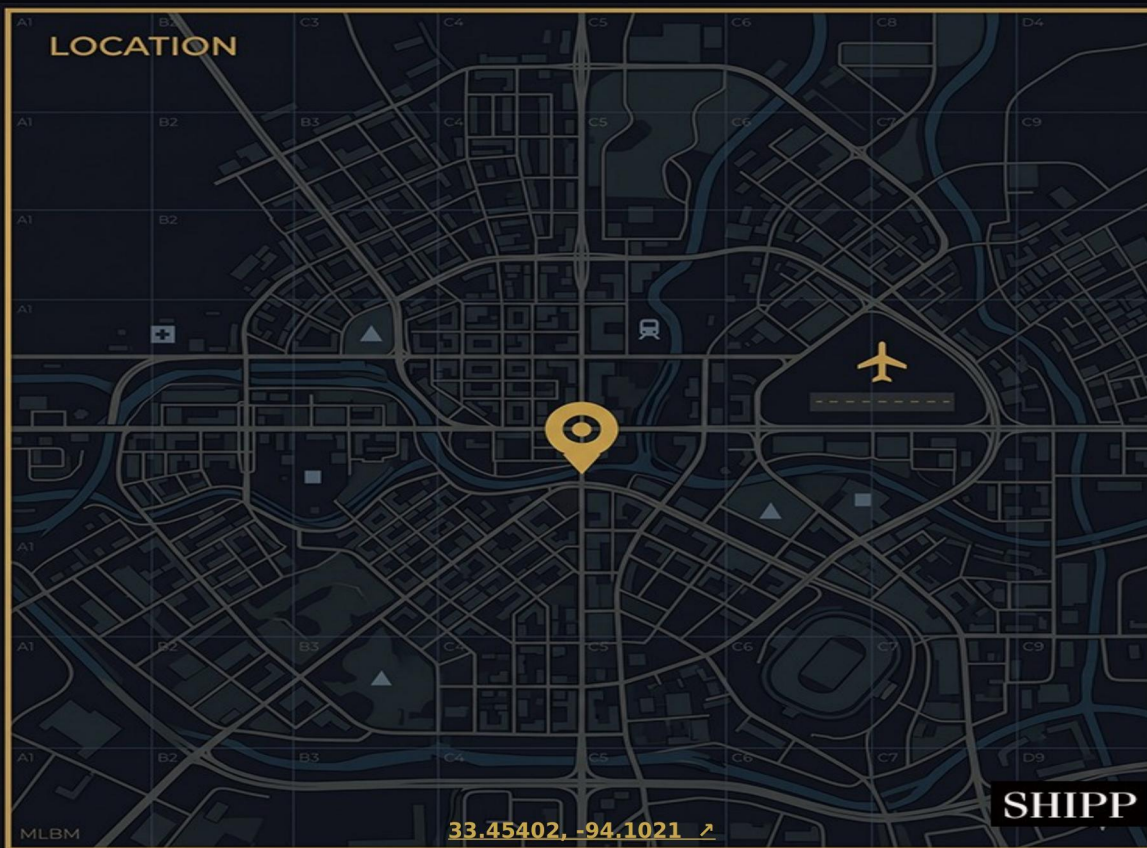 A1 B2 C3 C4 C5 C6 C8 D4
LOCATION
A1 B2 B3 C4 C5 C6 C7 C9
A1 B2
A1
A1
A1 B2 B3 C4 C5 C6 C7 C9
A1 B2 B3 C4 C5 C6 C7 D9
SHIPP
MLBM
33.45402, -94.1021 ↗